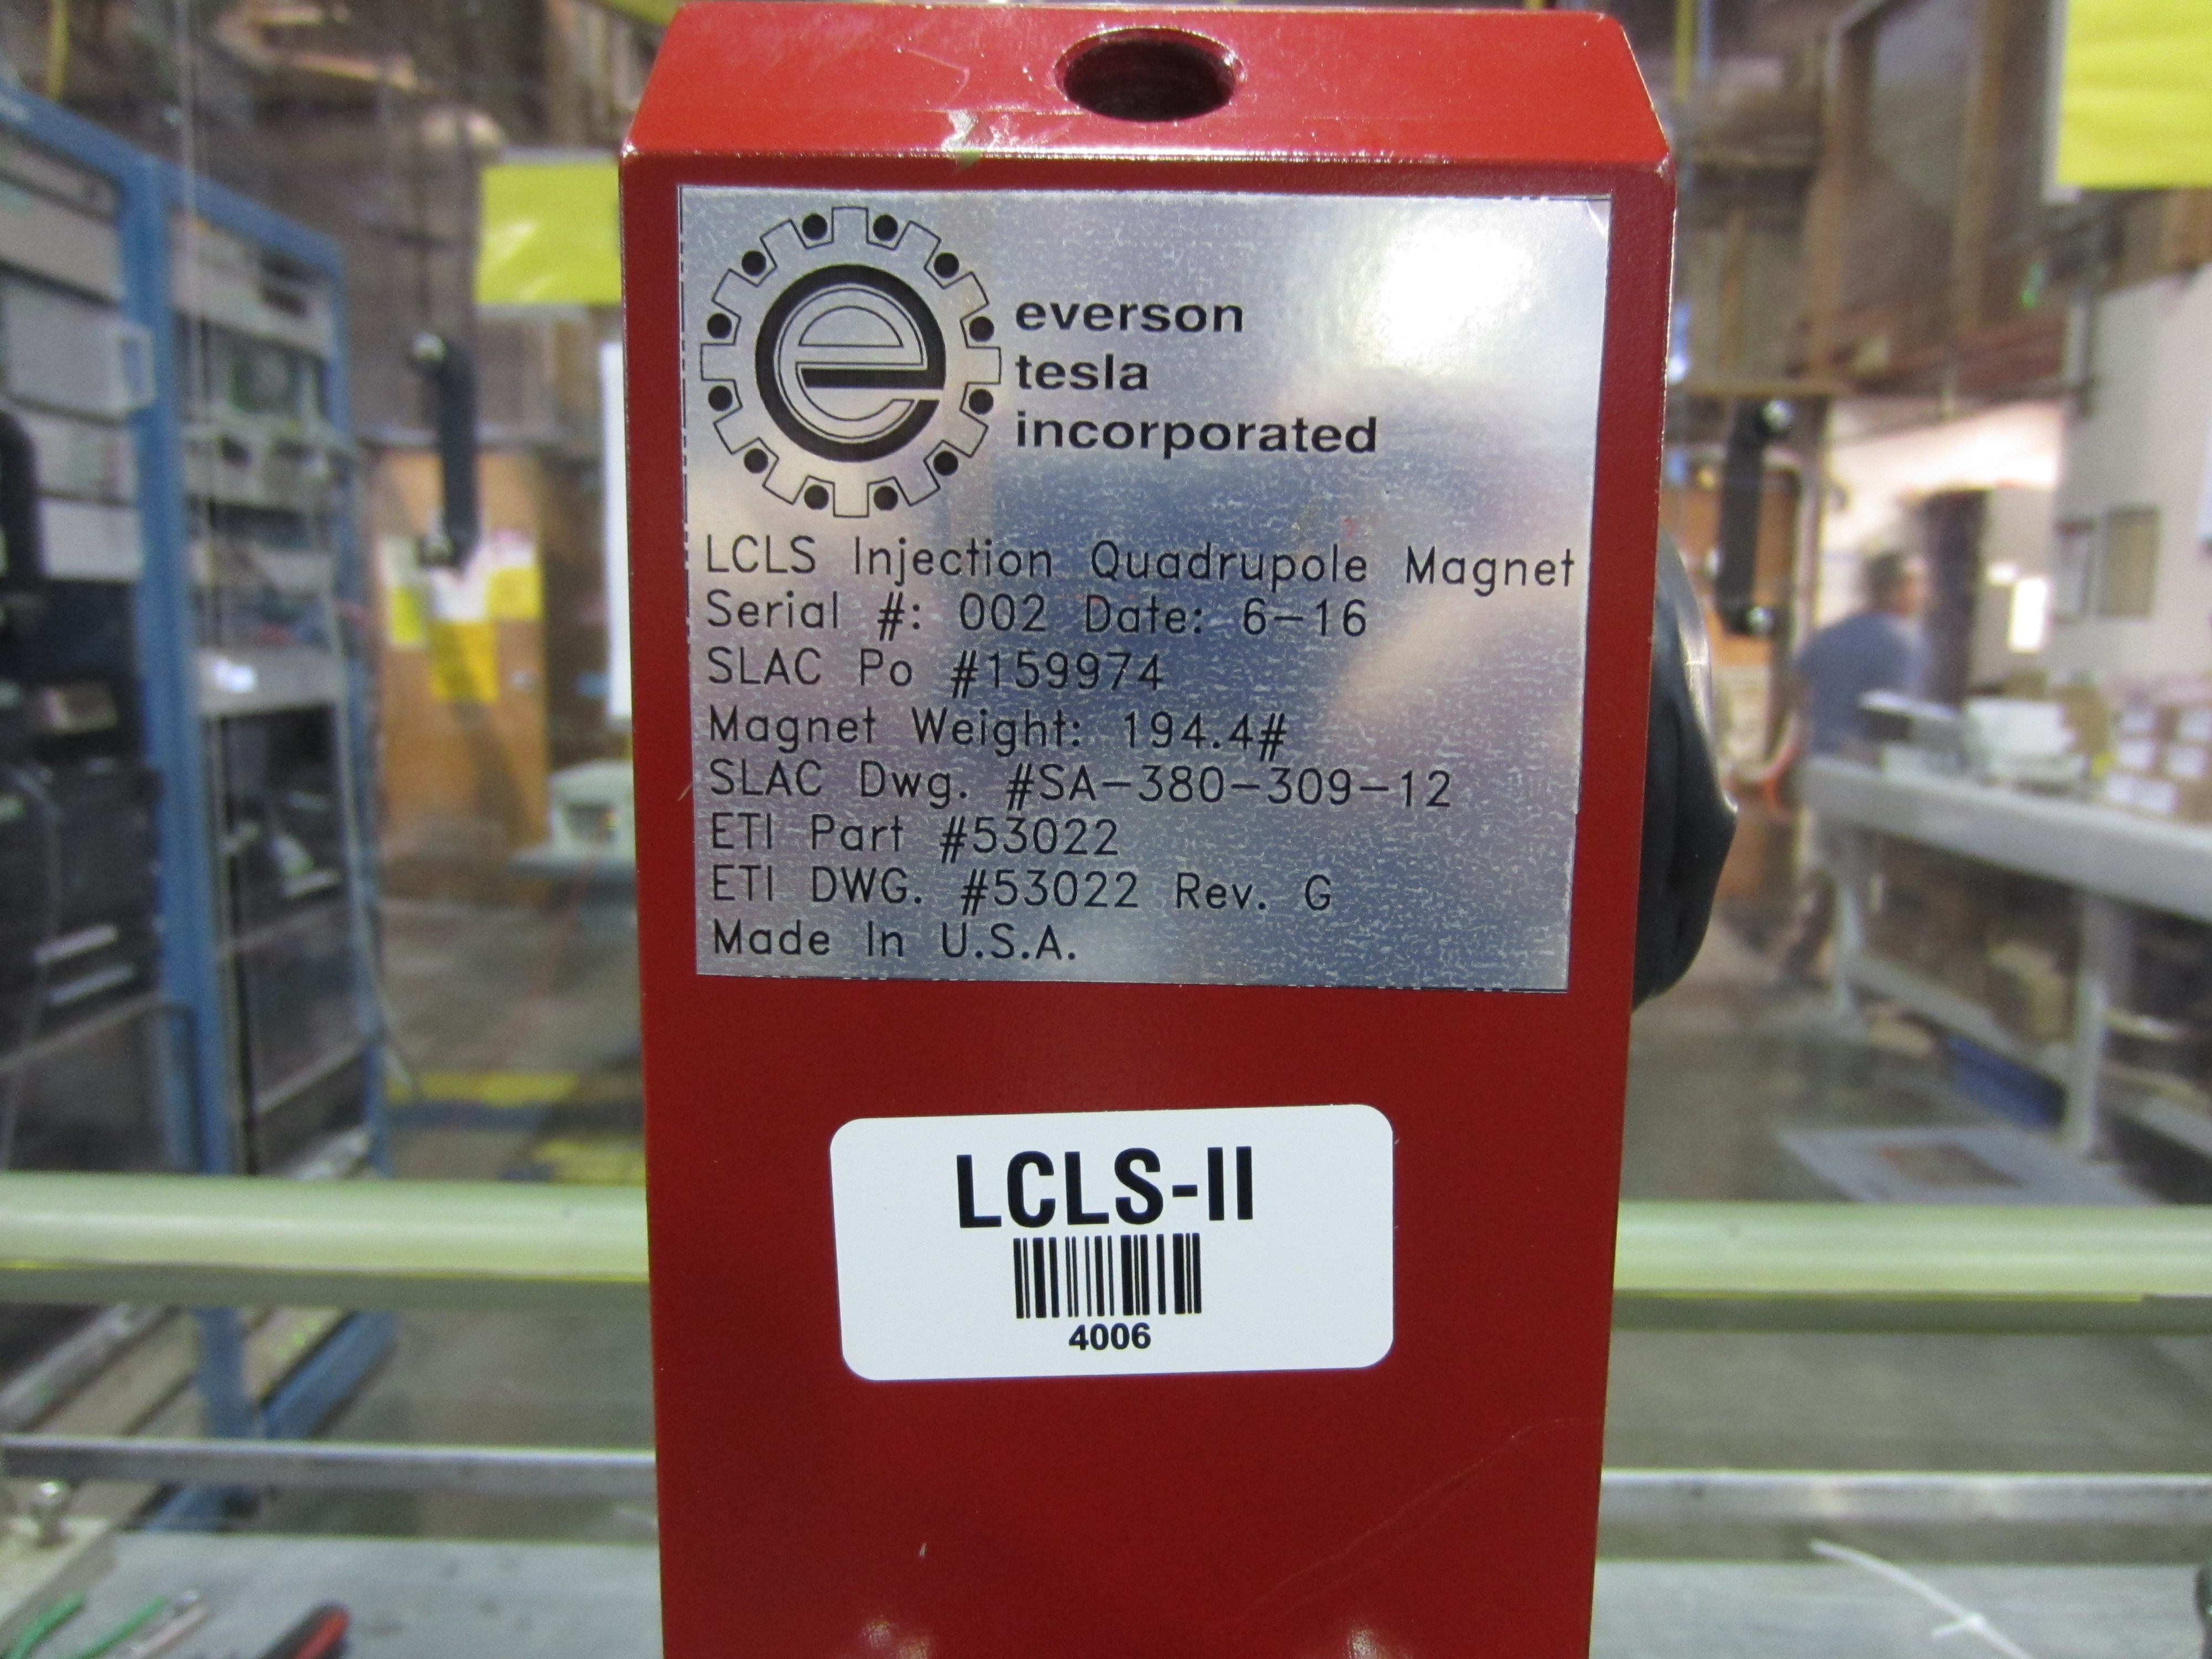 e
everson
tesla
incorporated
LCLS Injection Quadrupole Magnet
Serial #: 002 Date: 6-16
SLAC Po #159974
Magnet Weight: 194.4#
SLAC Dwg. #SA-380-309-12
ETI Part #53022
ETI DWG. #53022 Rev. G
Made In U.S.A.
LCLS-II
4006